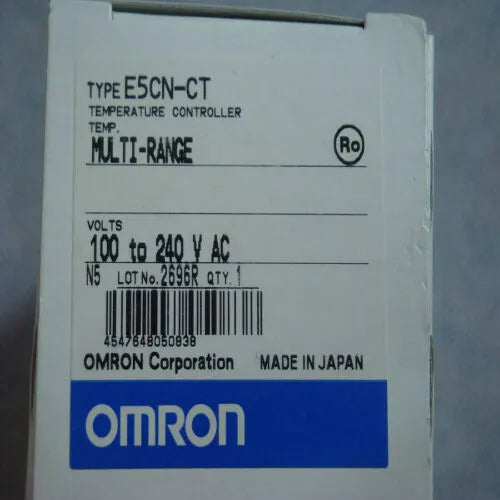 TYPE E5CN-CT
TEMPERATURE CONTROLLER
TEMP.
MULTI-RANGE
Ro
VOLTS
100 to 240 V AC
N5 LOT No. 2696R QTY. 1
4547648050838
OMRON Corporation MADE IN JAPAN
OMRON